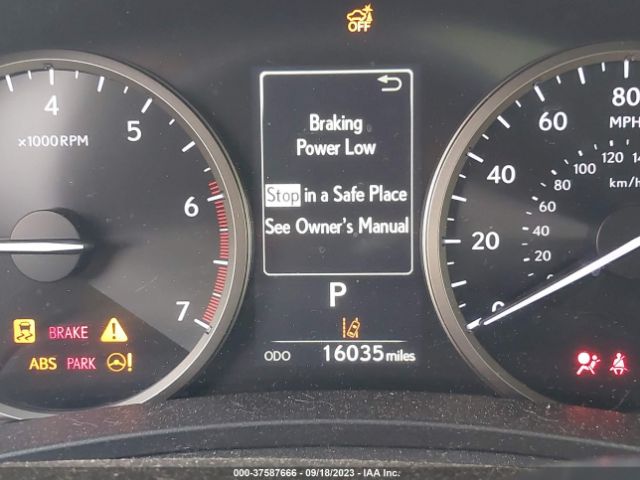 OFF
4
5
6
7
x1000RPM
Braking
Power Low
Stop in a Safe Place
See Owner's Manual
P
ODO 16035 miles
BRAKE
ABS PARK
80
MPH
60
40
20
0
120
100
80
60
40
20
0
km/h
000-37587666 | 09/18/2023 | IAA Inc.